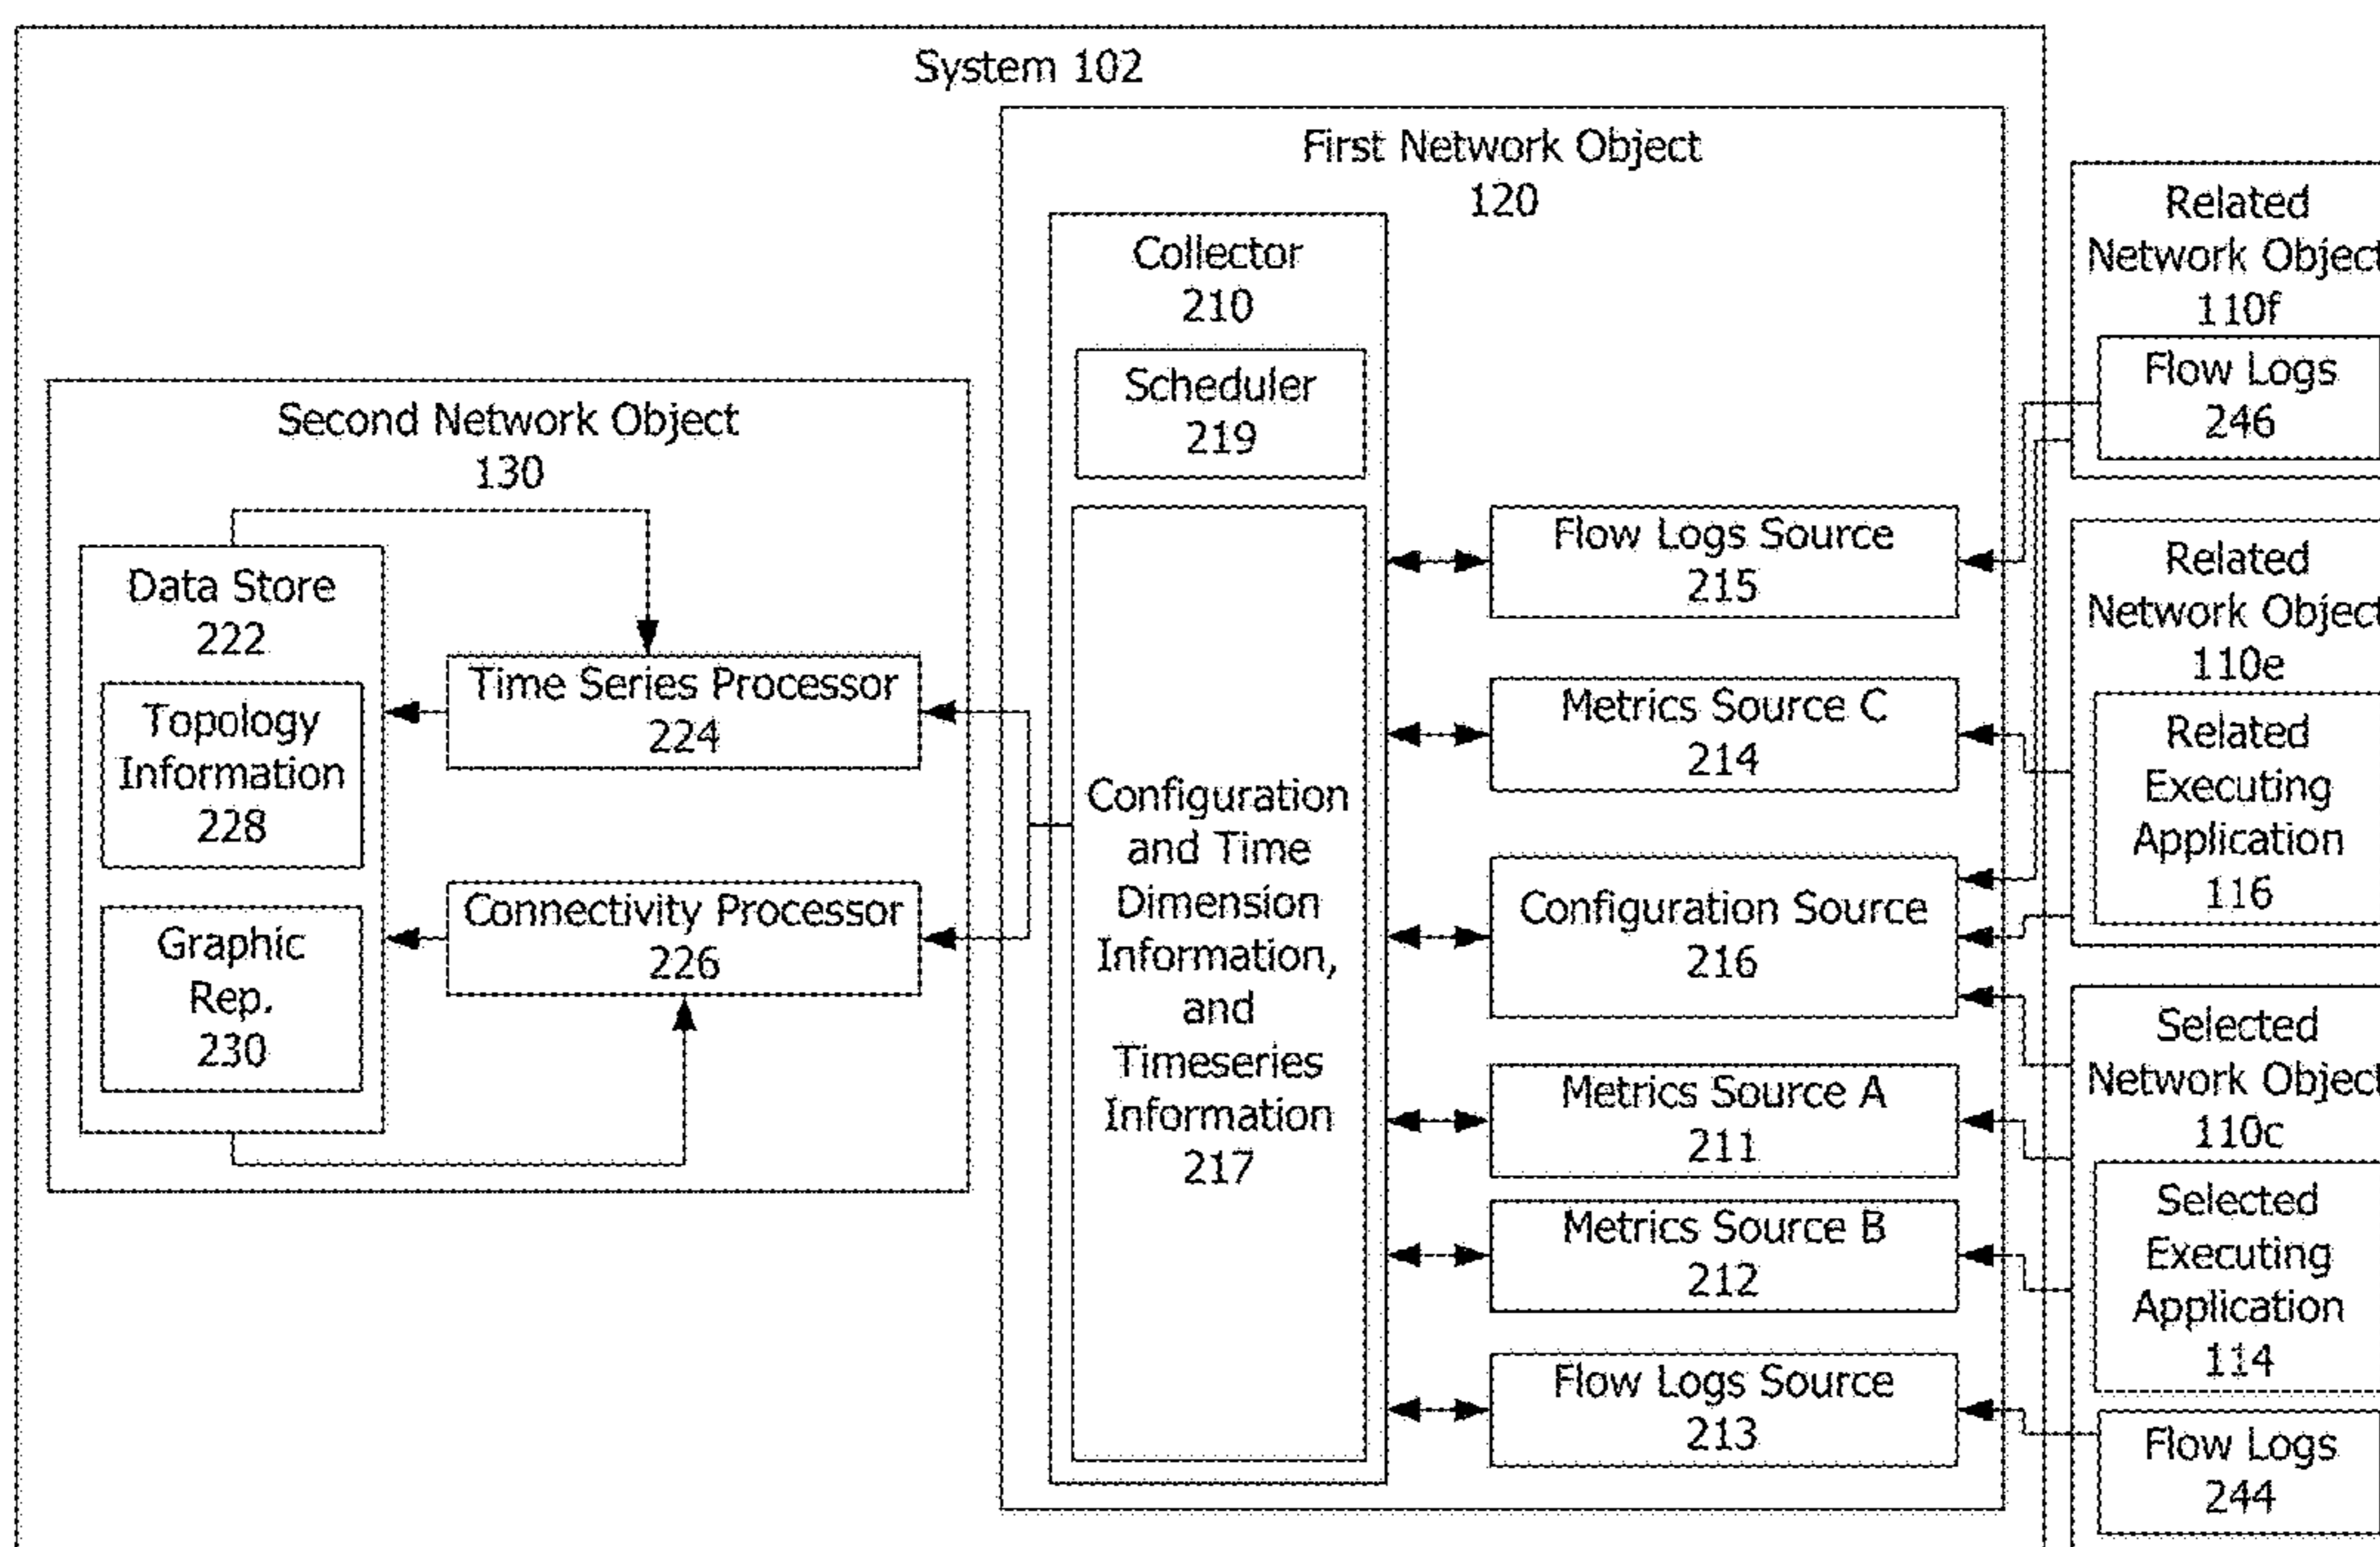 System 102
First Network Object
120
Collector
210
Scheduler
219
Configuration
and Time
Dimension
Information,
and
Timeseries
Information
217
Flow Logs Source
215
Metrics Source C
214
Configuration Source
216
Metrics Source A
211
Metrics Source B
212
Flow Logs Source
213
Second Network Object
130
Data Store
222
Topology
Information
228
Graphic
Rep.
230
Time Series Processor
224
Connectivity Processor
226
Related
Network Object
110f
Flow Logs
246
Related
Network Object
110e
Related
Executing
Application
116
Selected
Network Object
110c
Selected
Executing
Application
114
Flow Logs
244